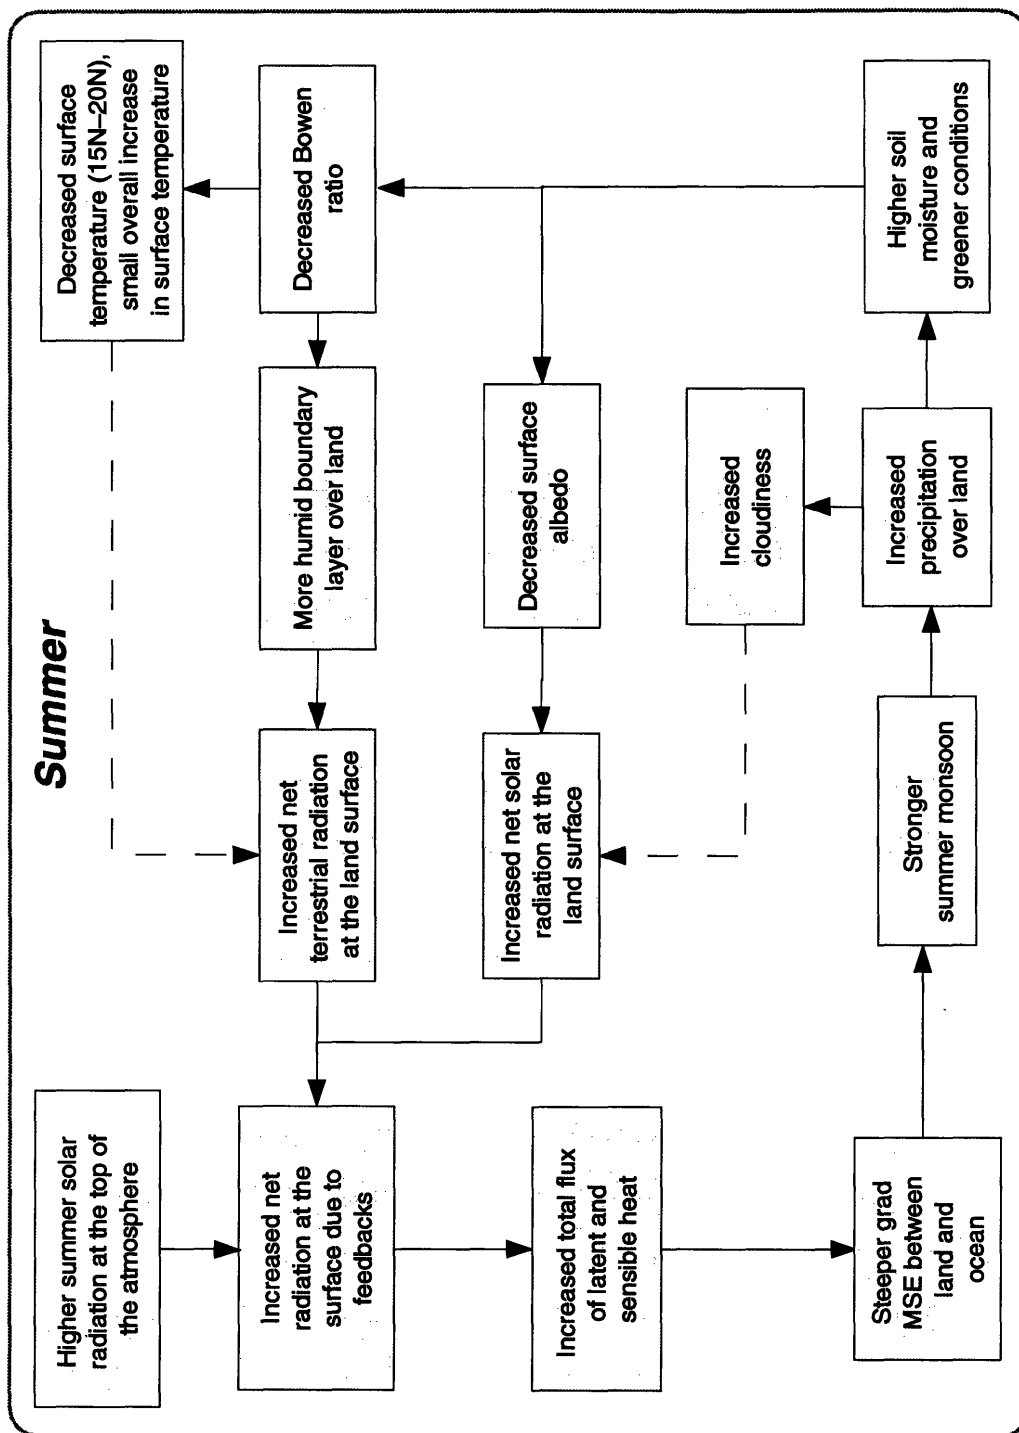 Summer
Higher summer solar
radiation at the top of
the atmosphere
Increased net
radiation at the
surface due to
feedbacks
Increased total flux
of latent and
sensible heat
Steeper grad
MSE between
land and
ocean
Increased net
terrestrial radiation
at the land surface
Increased net solar
radiation at the
land surface
Stronger
summer monsoon
More humid boundary
layer over land
Decreased surface
albedo
Increased
cloudiness
Increased
precipitation
over land
Decreased surface
temperature (15N–20N),
small overall increase
in surface temperature
Decreased Bowen
ratio
Higher soil
moisture and
greener conditions